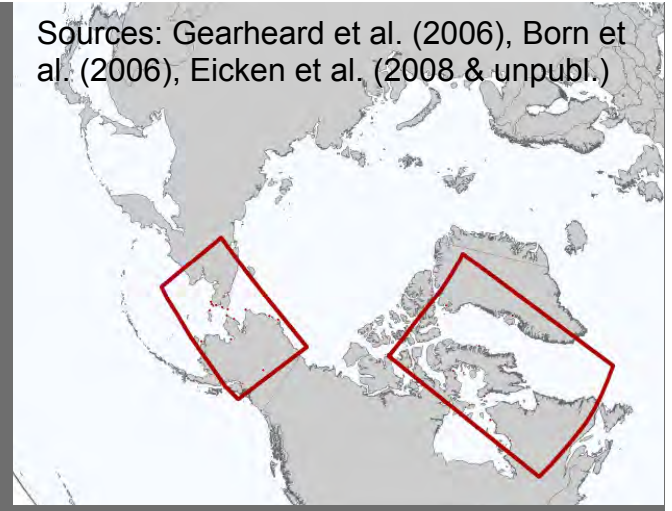 Sources: Gearheard et al. (2006), Born et
al. (2006), Eicken et al. (2008 & unpubl.)